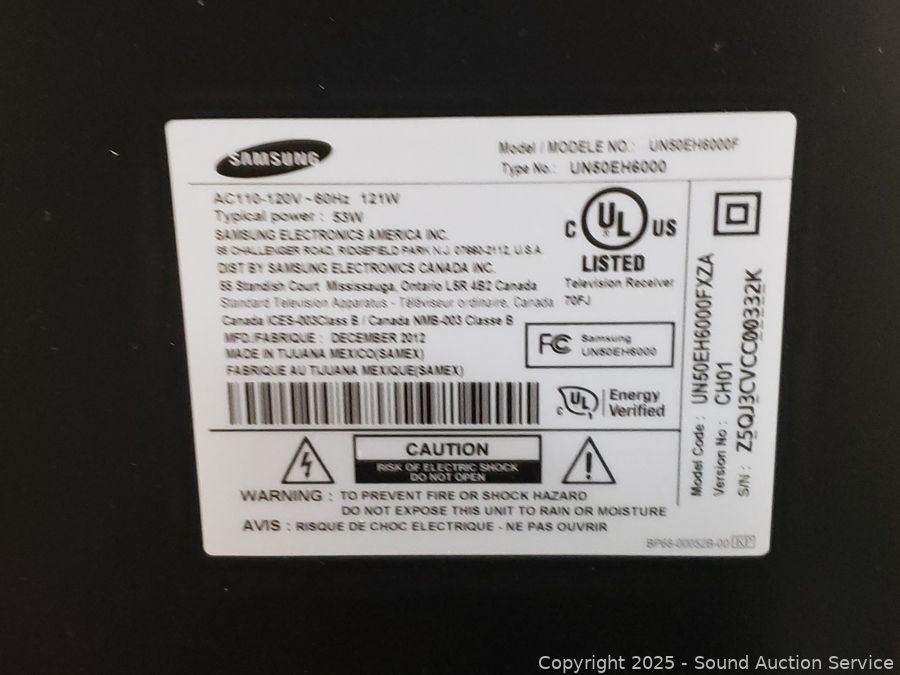 SAMSUNG
Model / MODELE NO.: UN50EH6000F
Type No.: UN50EH6000
AC110-120V ~ 60Hz 121W
Typical power : 53W
SAMSUNG ELECTRONICS AMERICA INC.
85 CHALLENGER ROAD, RIDGEFIELD PARK N.J. 07660-2112, U.S.A
DIST BY SAMSUNG ELECTRONICS CANADA INC.
55 Standish Court Mississauga, Ontario L5R 4B2 Canada
Standard Television Apparatus - Téléviseur ordinaire, Canada
Canada ICES-003Class B / Canada NMB-003 Classe B
MFD/FABRIQUE : DECEMBER 2012
MADE IN TIJUANA MEXICO(SAMEX)
FABRIQUE AU TIJUANA MEXIQUE(SAMEX)
C UL US
LISTED
Television Receiver
70FJ
FC Samsung
UN50EH6000
UL Energy
Verified
CAUTION
RISK OF ELECTRIC SHOCK
DO NOT OPEN
WARNING : TO PREVENT FIRE OR SHOCK HAZARD
DO NOT EXPOSE THIS UNIT TO RAIN OR MOISTURE
AVIS : RISQUE DE CHOC ELECTRIQUE - NE PAS OUVRIR
Model Code : UN50EH6000FXZA
Version No : CH01
S/N : Z5QJ3CVCC00332K
BP68-00052B-00 KP
Copyright 2025 - Sound Auction Service